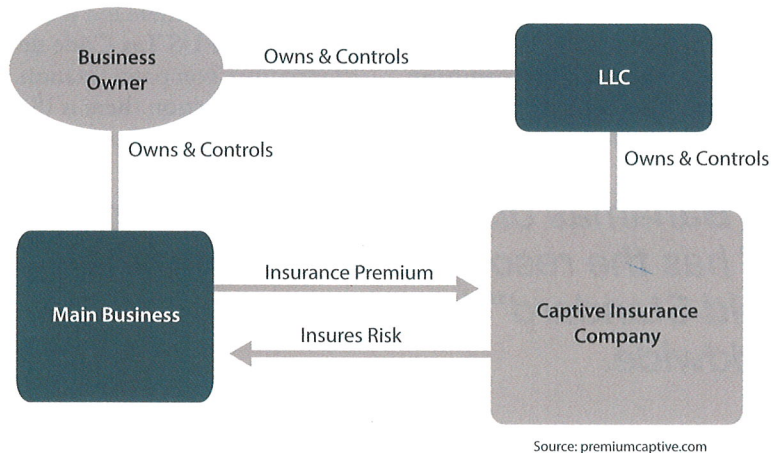 Business
Owner
Owns & Controls
LLC
Owns & Controls
Owns & Controls
Main Business
Insurance Premium
Insures Risk
Captive Insurance
Company
Source: premiumcaptive.com